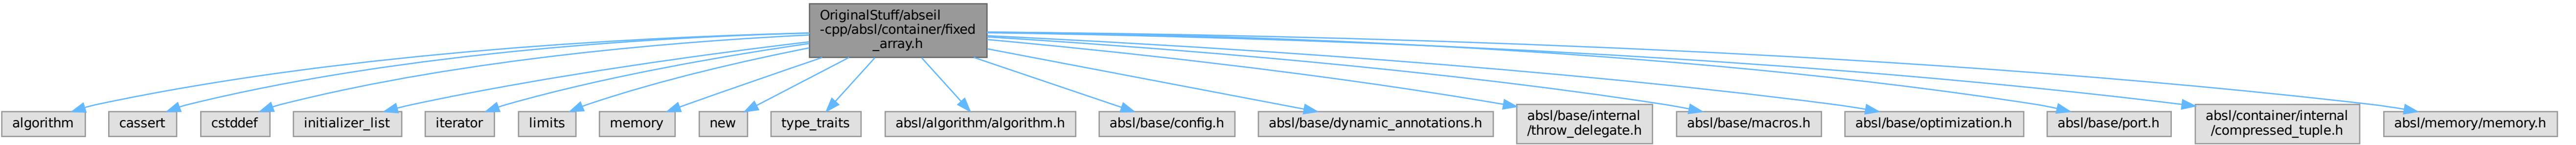 OriginalStuff/abseil
-cpp/absl/container/fixed
_array.h
algorithm
cassert
cstddef
initializer_list
iterator
limits
memory
new
type_traits
absl/algorithm/algorithm.h
absl/base/config.h
absl/base/dynamic_annotations.h
absl/base/internal
/throw_delegate.h
absl/base/macros.h
absl/base/optimization.h
absl/base/port.h
absl/container/internal
/compressed_tuple.h
absl/memory/memory.h